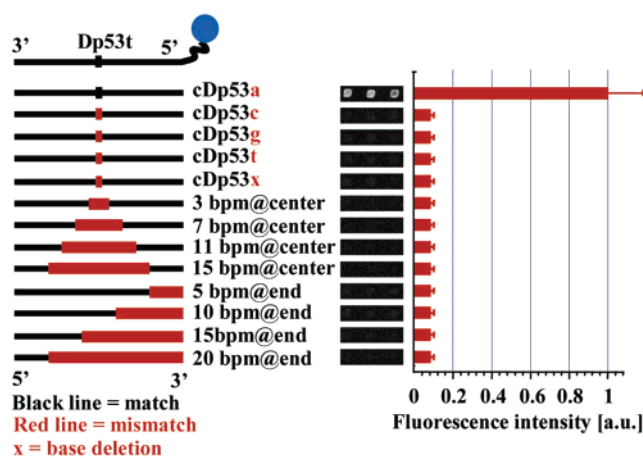 3’ Dp53t 5’
cDp53a
cDp53c
cDp53g
cDp53t
cDp53x
3 bpm@center
7 bpm@center
11 bpm@center
15 bpm@center
5 bpm@end
10 bpm@end
15bpm@end
20 bpm@end
5’ 3’
Black line = match
Red line = mismatch
x = base deletion
0 0.2 0.4 0.6 0.8 1
Fluorescence intensity [a.u.]